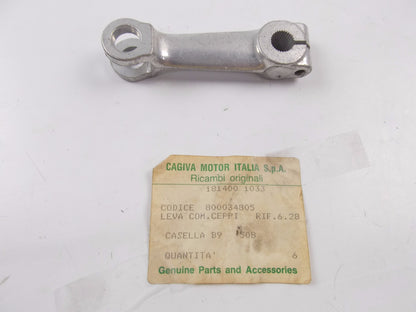 CAGIVA MOTOR ITALIA S.p.A.
Ricambi originali
181400 1033
CODICE 800034805
LEVA COM.CEPPI RIF.6.28
CASELLA B9 508
QUANTITA' 6
Genuine Parts and Accessories